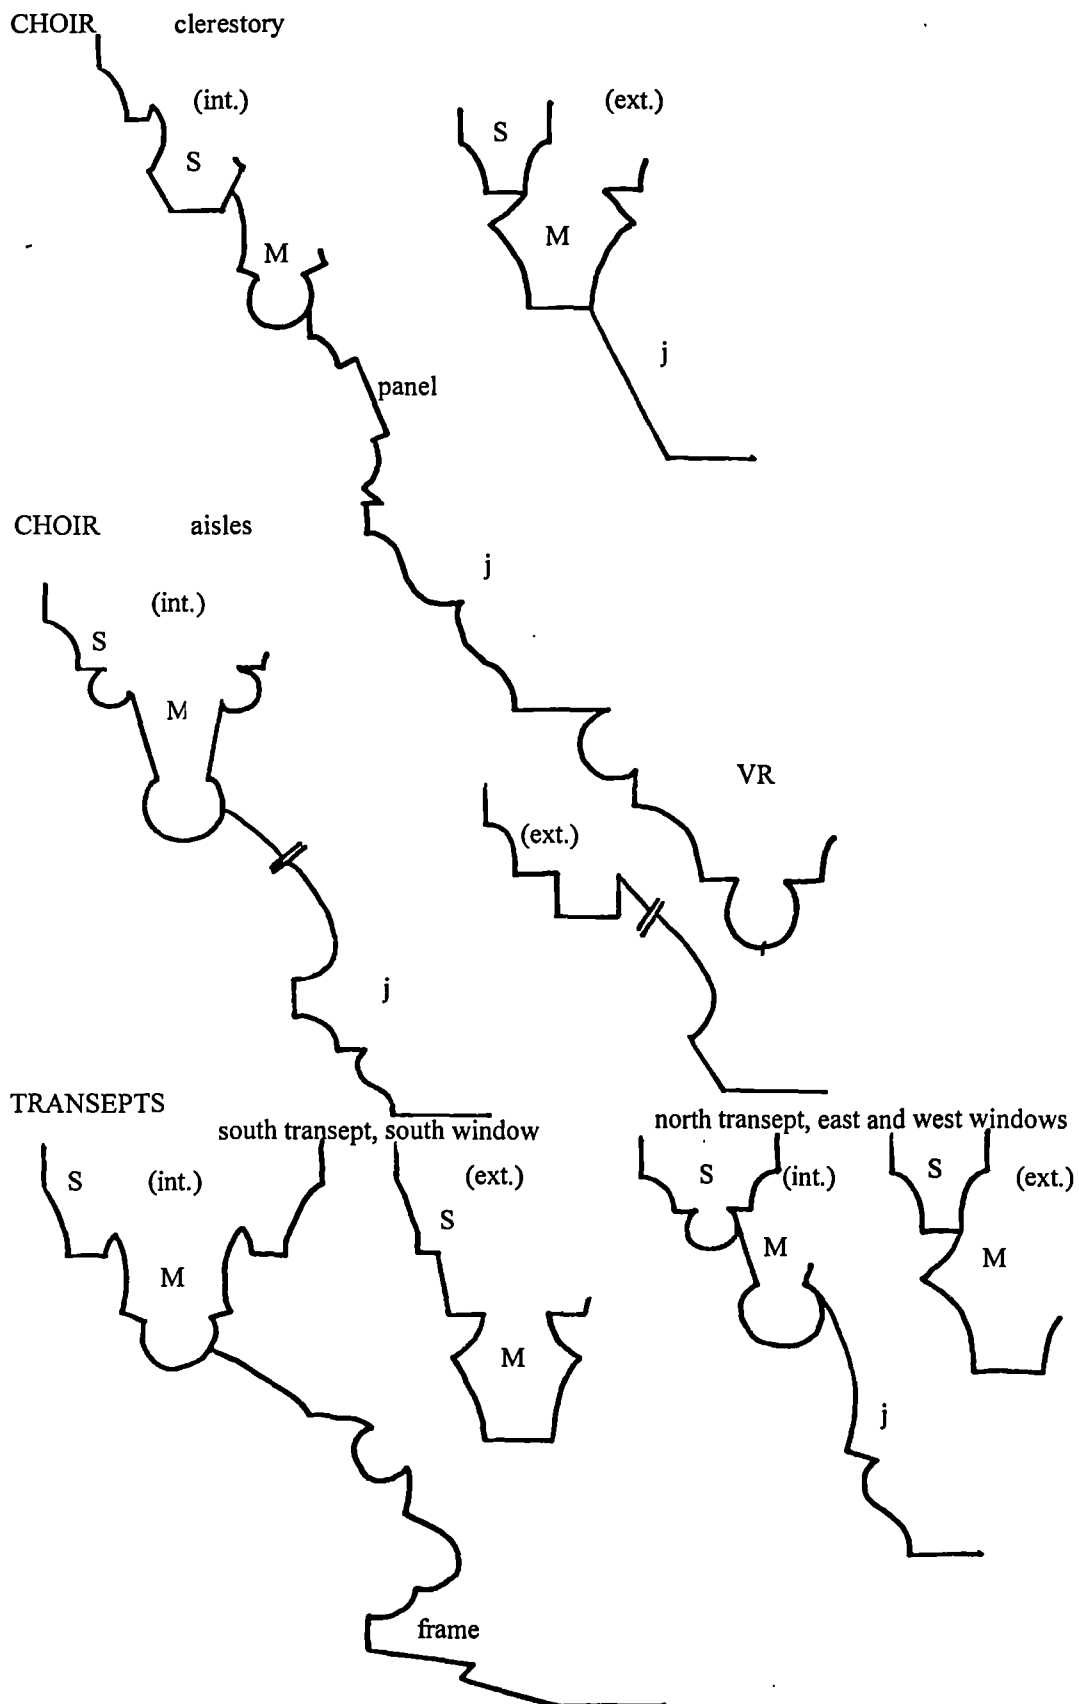 CHOIR clerestory
(int.) (ext.)
S S
M M
j
panel
CHOIR aisles
j
(int.)
S
M
VR
(ext.)
j
TRANSEPTS
south transept, south window north transept, east and west windows
S (int.) (ext.) S (int.) S (ext.)
S
M M M M
j
frame